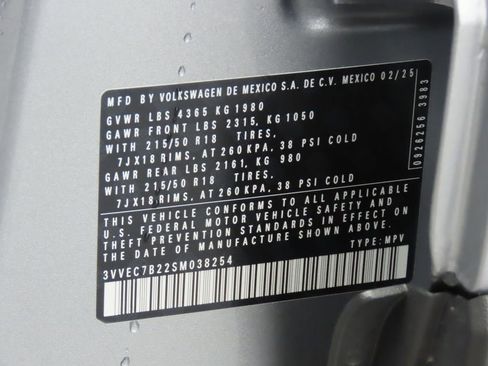 MFD BY VOLKSWAGEN DE MEXICO S.A. DE C.V. MEXICO 02/25
GVWR LBS 4365 KG 1980
GAWR FRONT LBS 2315, KG 1050
WITH 215/50 R18 TIRES,
7JX18 RIMS, AT 260 KPA, 38 PSI COLD
GAWR REAR LBS 2161, KG 980
WITH 215/50 R18 TIRES,
7JX18 RIMS, AT 260 KPA, 38 PSI COLD
THIS VEHICLE CONFORMS TO ALL APPLICABLE
U.S. FEDERAL MOTOR VEHICLE SAFETY AND
THEFT PREVENTION STANDARDS IN EFFECT ON
THE DATE OF MANUFACTURE SHOWN ABOVE.
3VVEC7B22SM038254 TYPE: MPV
0926256 3983